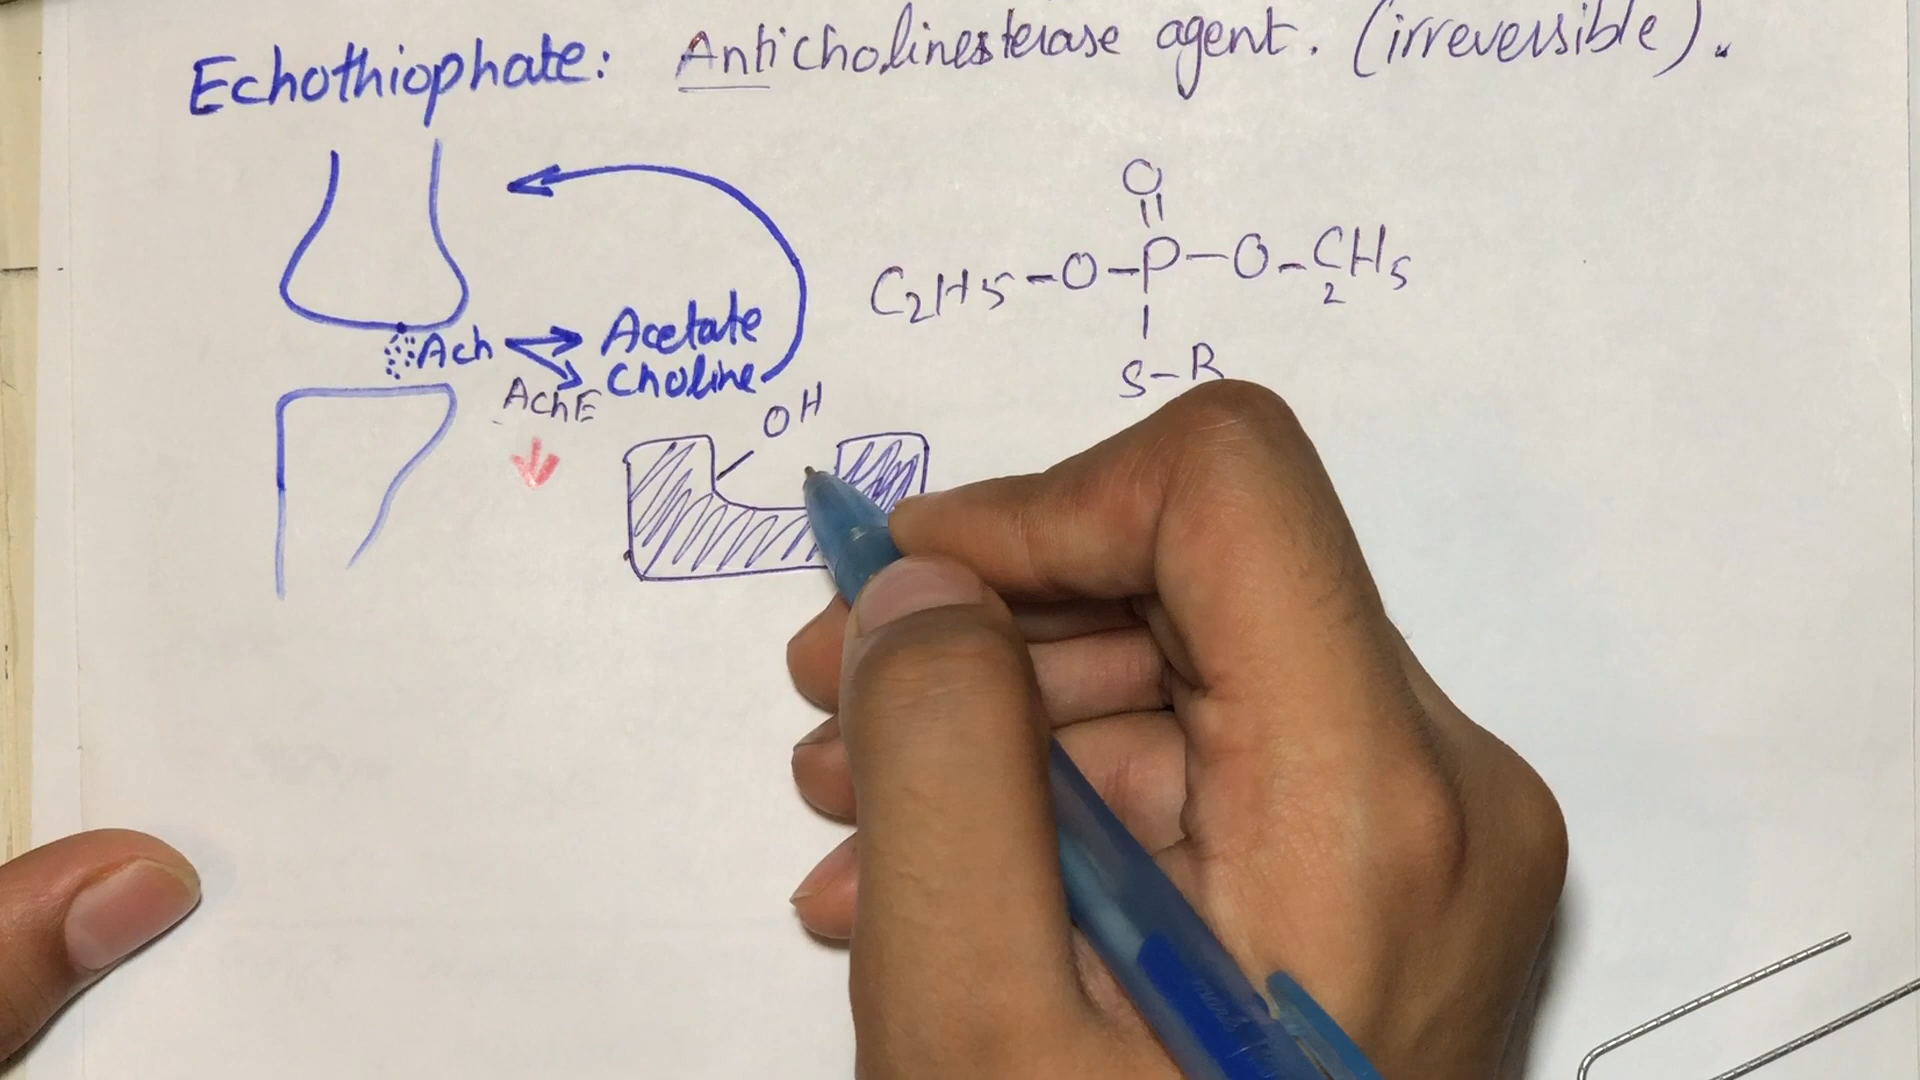 Echothiophate: Anticholinesterase agent. (irreversible).
O
C2H5-O-P-O-C2H5
S-R
Ach Acetate
Choline
AchE
OH